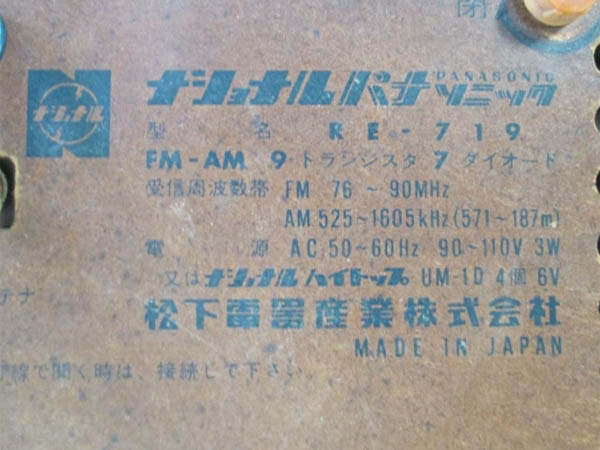 閉
ナショナル
ナショナル パナソニック PANASONIC
型 名 RE-719
FM-AM 9トランジスタ 7ダイオード
受信周波数帯 FM 76~90MHz
AM 525~1605kHz(571~187m)
電 源 AC 50~60Hz 90~110V 3W
又はナショナル ハイトップ UM-1D 4個 6V
テナ
松下電器産業株式会社
MADE IN JAPAN
線で聞く時は、接続して下さい